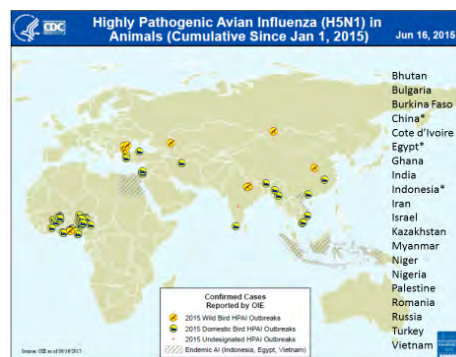 CDC
Highly Pathogenic Avian Influenza (H5N1) in
Animals (Cumulative Since Jan 1, 2015)
Jun 16, 2015
Bhutan
Bulgaria
Burkina Faso
China*
Cote d'Ivoire
Egypt*
Ghana
India
Indonesia*
Iran
Israel
Kazakhstan
Myanmar
Niger
Nigeria
Palestine
Romania
Russia
Turkey
Vietnam
Confirmed Cases
Reported by OIE
2015 Wild Bird HPAI Outbreaks
2015 Domestic Bird HPAI Outbreaks
2015 Undesignated HPAI Outbreaks
Endemic AI (Indonesia, Egypt, Vietnam)